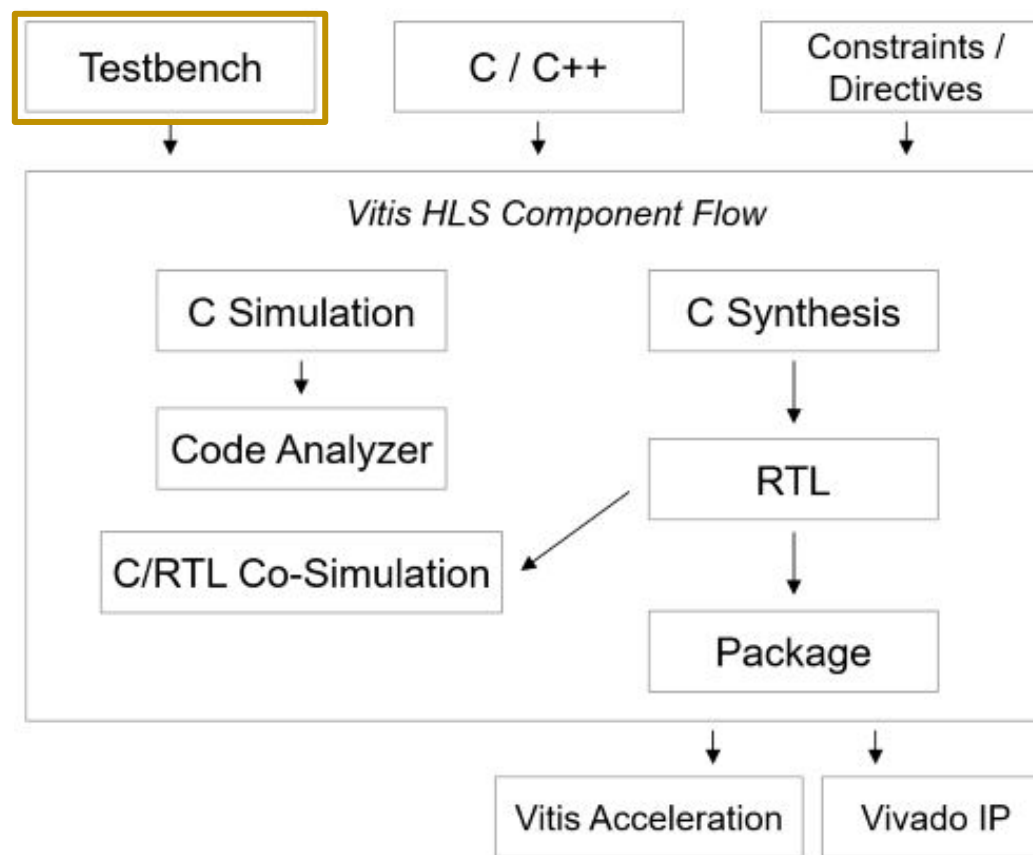 Testbench
C / C++
Constraints /
Directives
Vitis HLS Component Flow
C Simulation
C Synthesis
Code Analyzer
RTL
C/RTL Co-Simulation
Package
Vitis Acceleration
Vivado IP